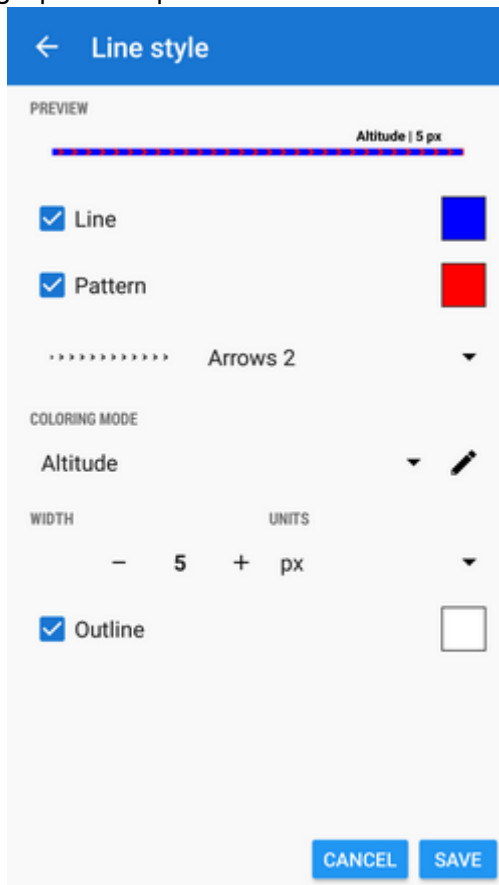 Line style
PREVIEW
Altitude | 5 px
Line
Pattern
Arrows 2
COLORING MODE
Altitude
WIDTH UNITS
− 5 + px
Outline
CANCEL SAVE